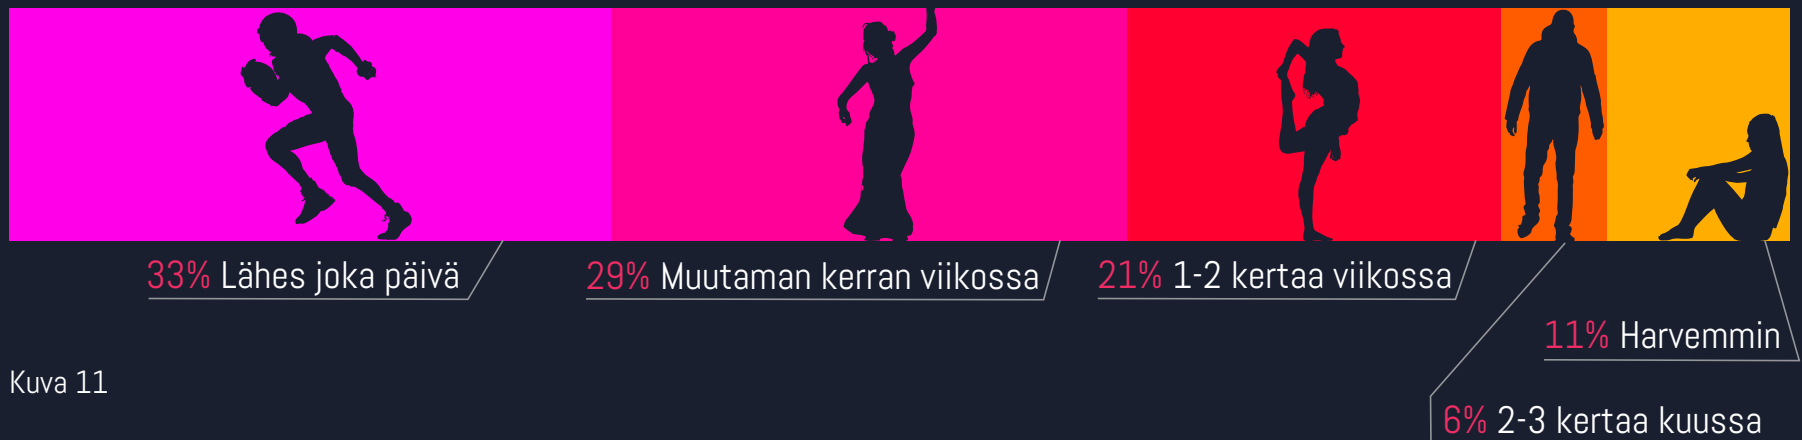 33% Lähes joka päivä
29% Muutaman kerran viikossa
21% 1-2 kertaa viikossa
11% Harvemmin
6% 2-3 kertaa kuussa
Kuva 11